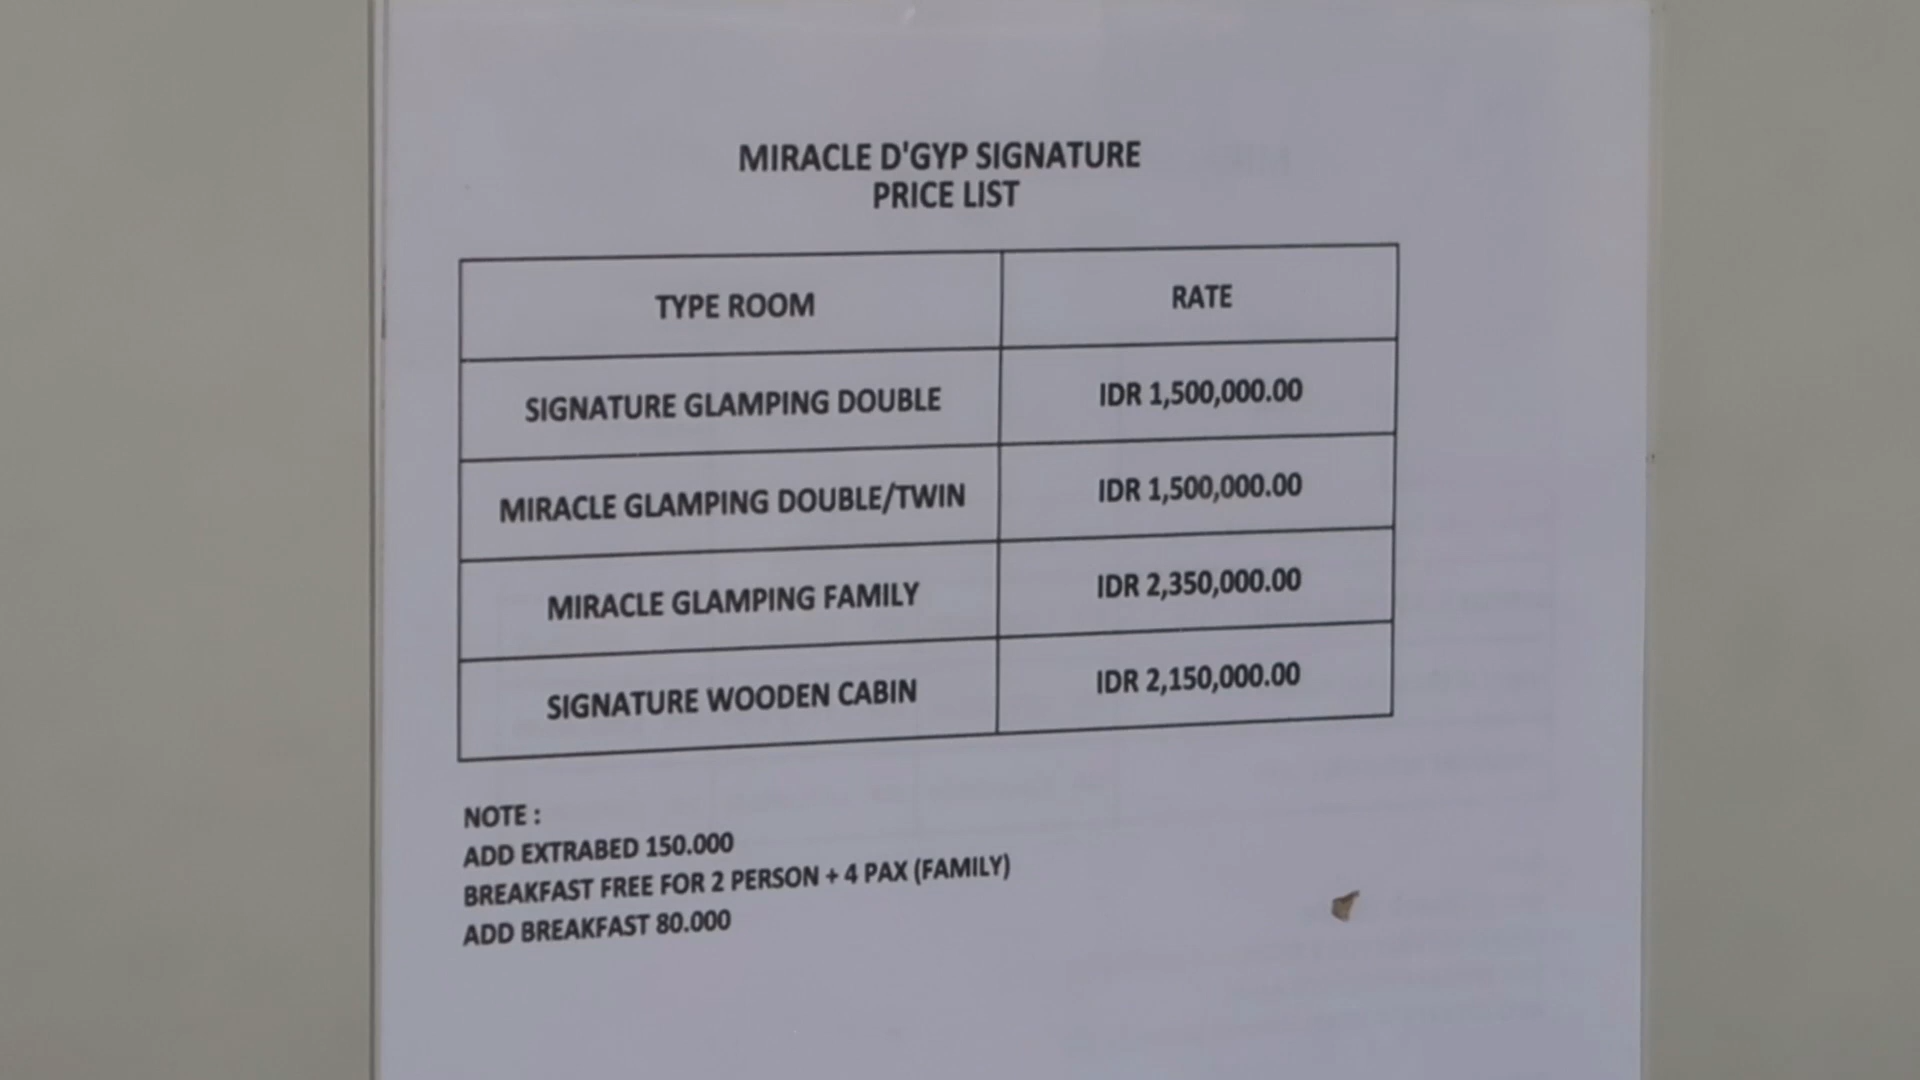 MIRACLE D'GYP SIGNATURE
PRICE LIST
TYPE ROOM RATE
SIGNATURE GLAMPING DOUBLE IDR 1,500,000.00
MIRACLE GLAMPING DOUBLE/TWIN IDR 1,500,000.00
MIRACLE GLAMPING FAMILY IDR 2,350,000.00
SIGNATURE WOODEN CABIN IDR 2,150,000.00
NOTE :
ADD EXTRABED 150.000
BREAKFAST FREE FOR 2 PERSON + 4 PAX (FAMILY)
ADD BREAKFAST 80.000